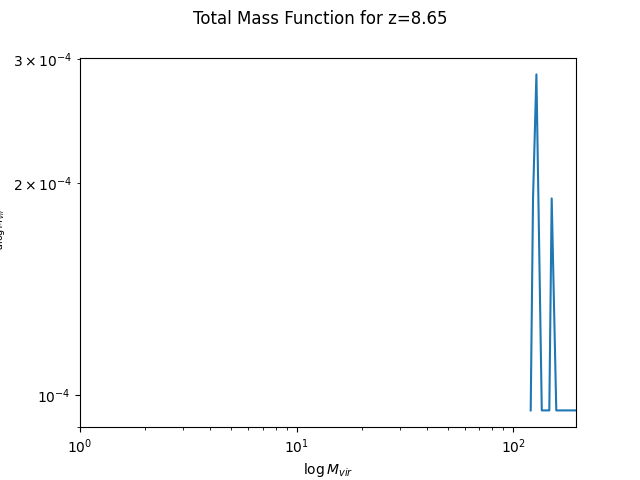 Total Mass Function for z=8.65
3 × 10⁻⁴
2 × 10⁻⁴
10⁻⁴
10⁰ 10¹ 10²
log M_vir